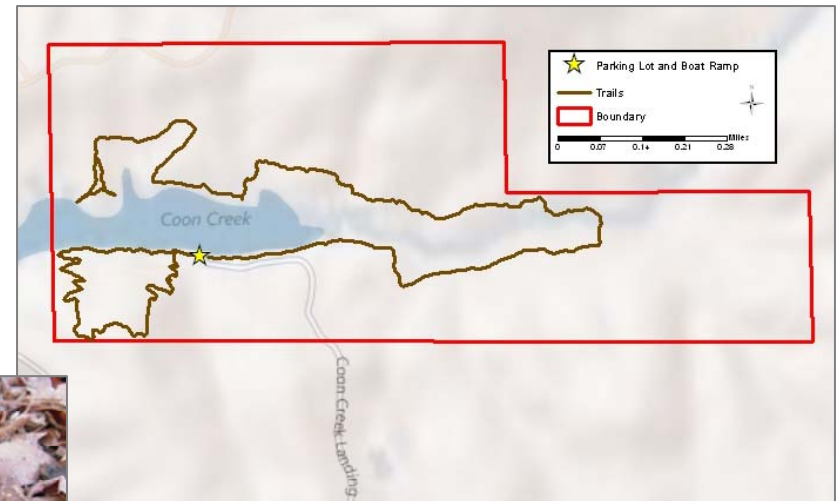 Parking Lot and Boat Ramp
Trails
N
Boundary
Miles
0 0.07 0.14 0.21 0.28
Coon Creek
Coon Creek Landing